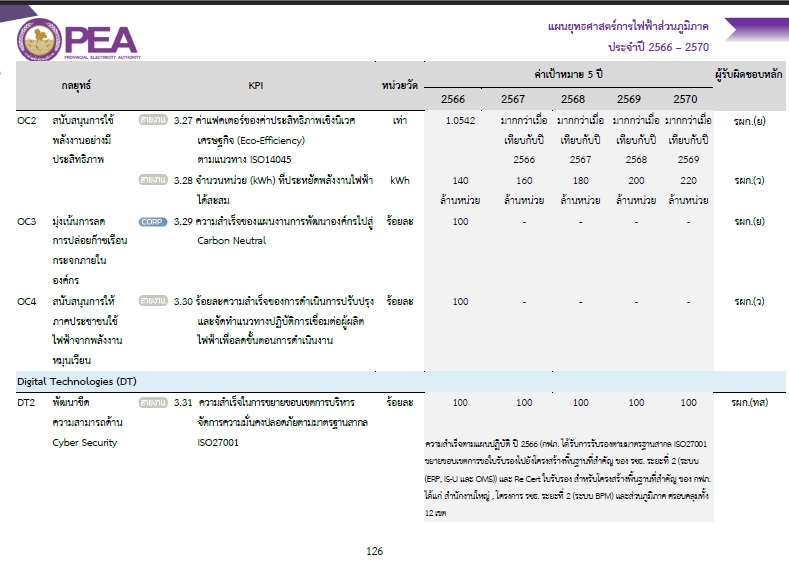 PEA
PROVINCIAL ELECTRICITY AUTHORITY
แผนยุทธศาสตร์การไฟฟ้าส่วนภูมิภาค
ประจำปี 2566 – 2570
กลยุทธ์ KPI หน่วยวัด ค่าเป้าหมาย 5 ปี ผู้รับผิดชอบหลัก
2566 2567 2568 2569 2570
OC2 สนับสนุนการใช้ สายงาน 3.27 ค่าแฟคเตอร์ของค่าประสิทธิภาพเชิงนิเวศ เท่า 1.0542 มากกว่าเมื่อ มากกว่าเมื่อ มากกว่าเมื่อ มากกว่าเมื่อ รผก.(ย)
พลังงานอย่างมี เศรษฐกิจ (Eco-Efficiency) เทียบกับปี เทียบกับปี เทียบกับปี เทียบกับปี
ประสิทธิภาพ ตามแนวทาง ISO14045 2566 2567 2568 2569
สายงาน 3.28 จำนวนหน่วย (kWh) ที่ประหยัดพลังงานไฟฟ้า kWh 140 160 180 200 220 รผก.(ว)
ได้สะสม ล้านหน่วย ล้านหน่วย ล้านหน่วย ล้านหน่วย ล้านหน่วย
OC3 มุ่งเน้นการลด CORP. 3.29 ความสำเร็จของแผนงานการพัฒนาองค์กรไปสู่ ร้อยละ 100 - - - - รผก.(ย)
การปล่อยก๊าซเรือน Carbon Neutral
กระจกภายใน
องค์กร
OC4 สนับสนุนการให้ สายงาน 3.30 ร้อยละความสำเร็จของการดำเนินการปรับปรุง ร้อยละ 100 - - - - รผก.(ว)
ภาคประชาชนใช้ และจัดทำแนวทางปฏิบัติการเชื่อมต่อผู้ผลิต
ไฟฟ้าจากพลังงาน ไฟฟ้าเพื่อลดขั้นตอนการดำเนินงาน
หมุนเวียน
Digital Technologies (DT)
DT2 พัฒนาขีด สายงาน 3.31 ความสำเร็จในการขยายขอบเขตการบริหาร ร้อยละ 100 100 100 100 100 รผก.(ทส)
ความสามารถด้าน จัดการความมั่นคงปลอดภัยตามมาตรฐานสากล
Cyber Security ISO27001
ความสำเร็จตามแผนปฏิบัติ ปี 2566 (กฟภ. ได้รับการรับรองตามมาตรฐานสากล ISO27001
ขยายขอบเขตการขอใบรับรองไปยังโครงสร้างพื้นฐานที่สำคัญ ของ รซธ. ระยะที่ 2 (ระบบ
(ERP, IS-U และ OMS)) และ Re Cert ใบรับรอง สำหรับโครงสร้างพื้นฐานที่สำคัญ ของ กฟภ.
ได้แก่ สำนักงานใหญ่ , โครงการ รซธ. ระยะที่ 2 (ระบบ BPM) และส่วนภูมิภาค ครอบคลุมทั้ง
12 เขต
126